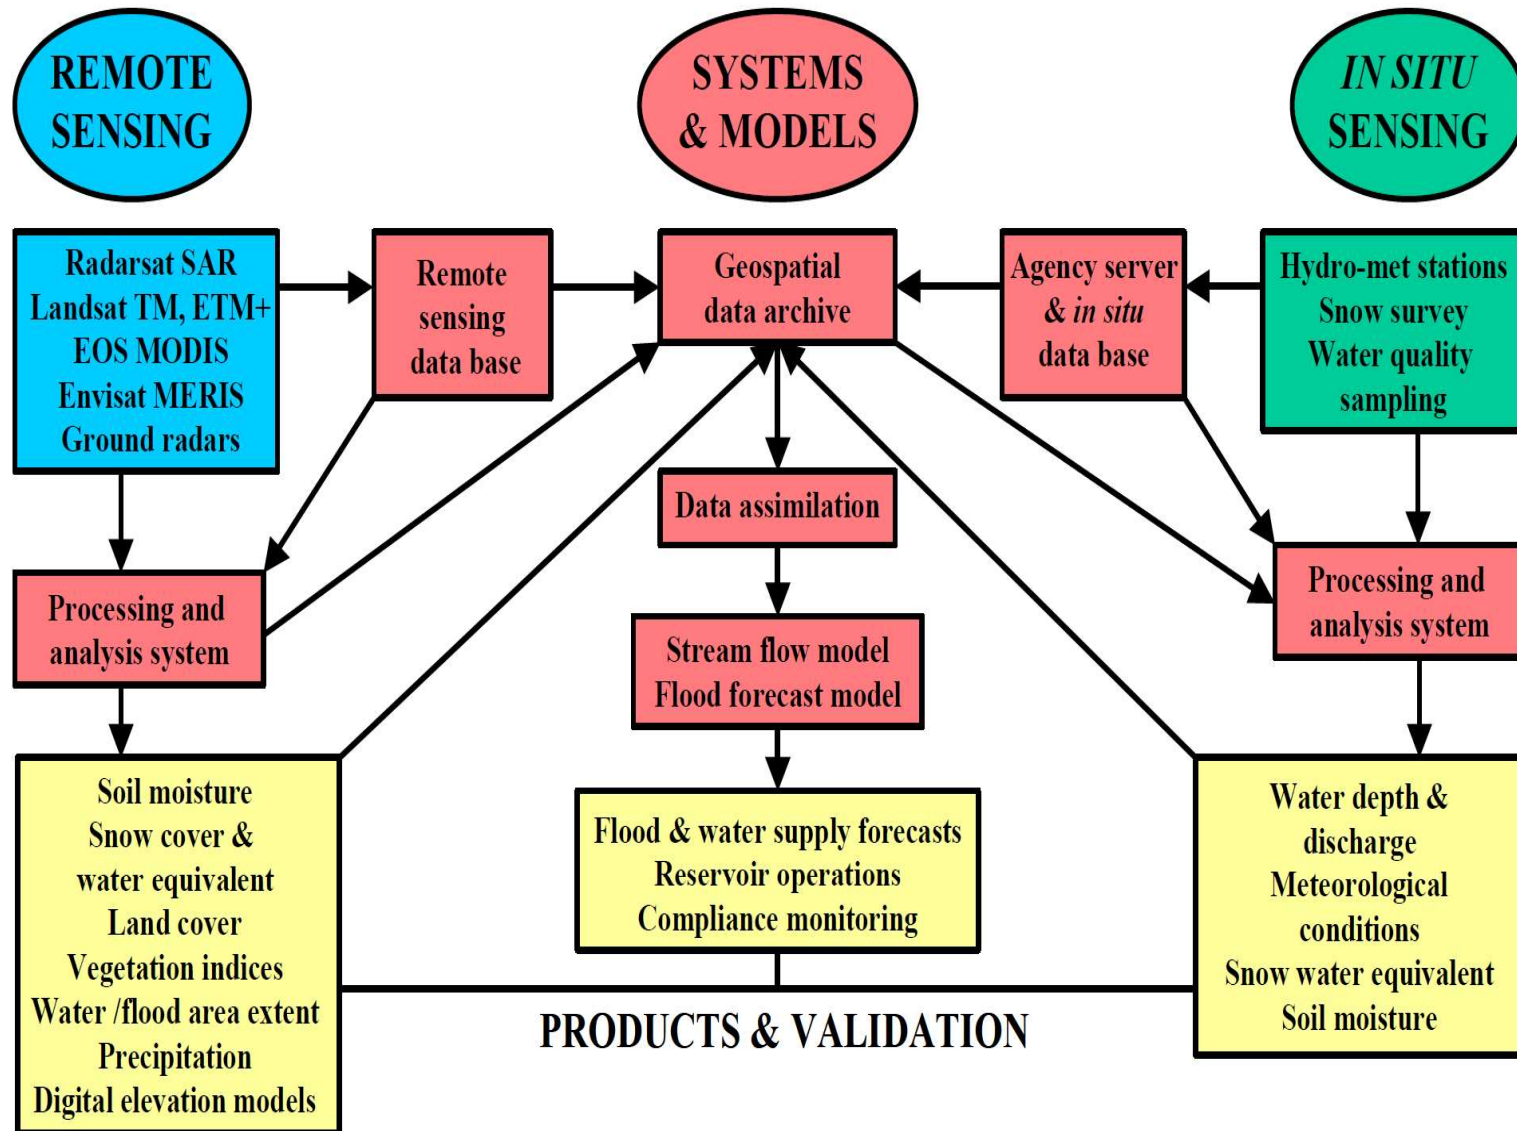 REMOTE
SENSING
SYSTEMS
& MODELS
IN SITU
SENSING
Radarsat SAR
Landsat TM, ETM+
EOS MODIS
Envisat MERIS
Ground radars
Remote
sensing
data base
Geospatial
data archive
Agency server
& in situ
data base
Hydro-met stations
Snow survey
Water quality
sampling
Data assimilation
Processing and
analysis system
Stream flow model
Flood forecast model
Processing and
analysis system
Soil moisture
Snow cover &
water equivalent
Land cover
Vegetation indices
Water /flood area extent
Precipitation
Digital elevation models
Flood & water supply forecasts
Reservoir operations
Compliance monitoring
Water depth &
discharge
Meteorological
conditions
Snow water equivalent
Soil moisture
PRODUCTS & VALIDATION